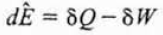 dÊ = δQ − δW